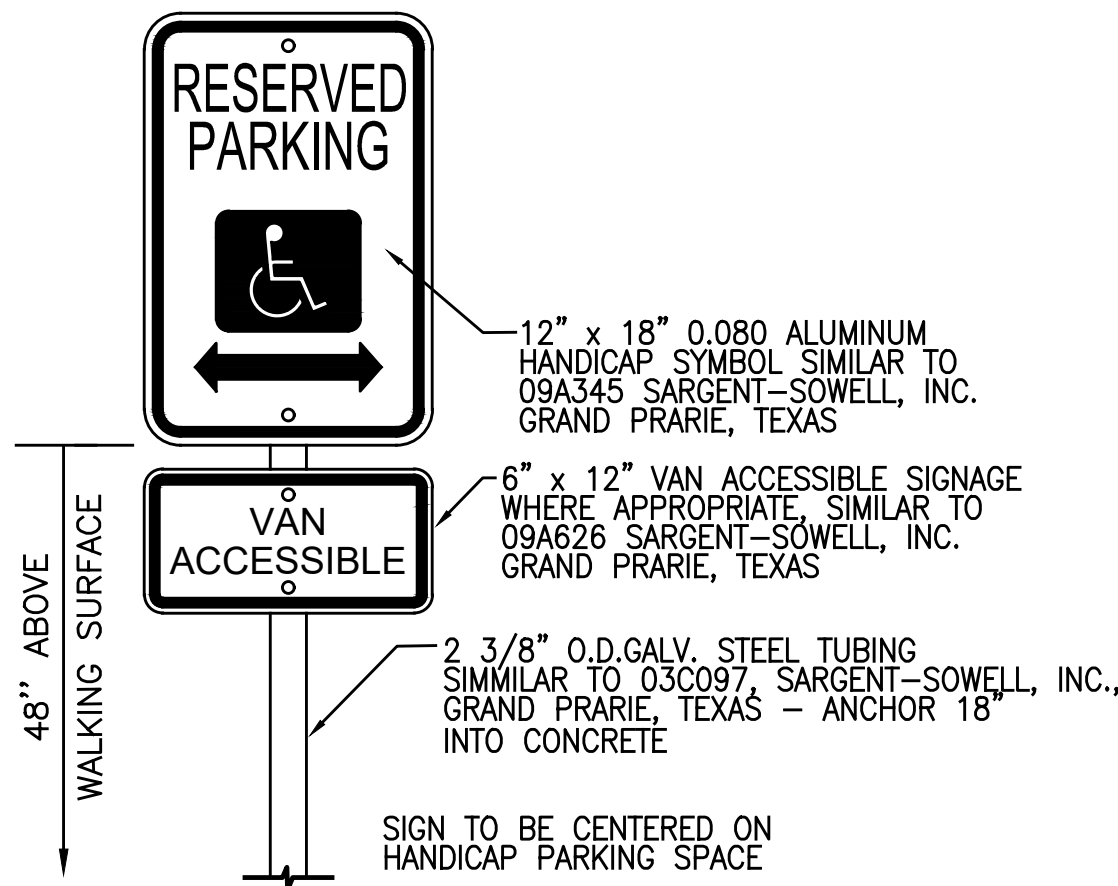 RESERVED
PARKING
12” x 18” 0.080 ALUMINUM
HANDICAP SYMBOL SIMILAR TO
09A345 SARGENT–SOWELL, INC.
GRAND PRARIE, TEXAS
VAN
ACCESSIBLE
6” x 12” VAN ACCESSIBLE SIGNAGE
WHERE APPROPRIATE, SIMILAR TO
09A626 SARGENT–SOWELL, INC.
GRAND PRARIE, TEXAS
48” ABOVE
WALKING SURFACE
2 3/8” O.D.GALV. STEEL TUBING
SIMMILAR TO 03C097, SARGENT–SOWELL, INC.,
GRAND PRARIE, TEXAS – ANCHOR 18”
INTO CONCRETE
SIGN TO BE CENTERED ON
HANDICAP PARKING SPACE